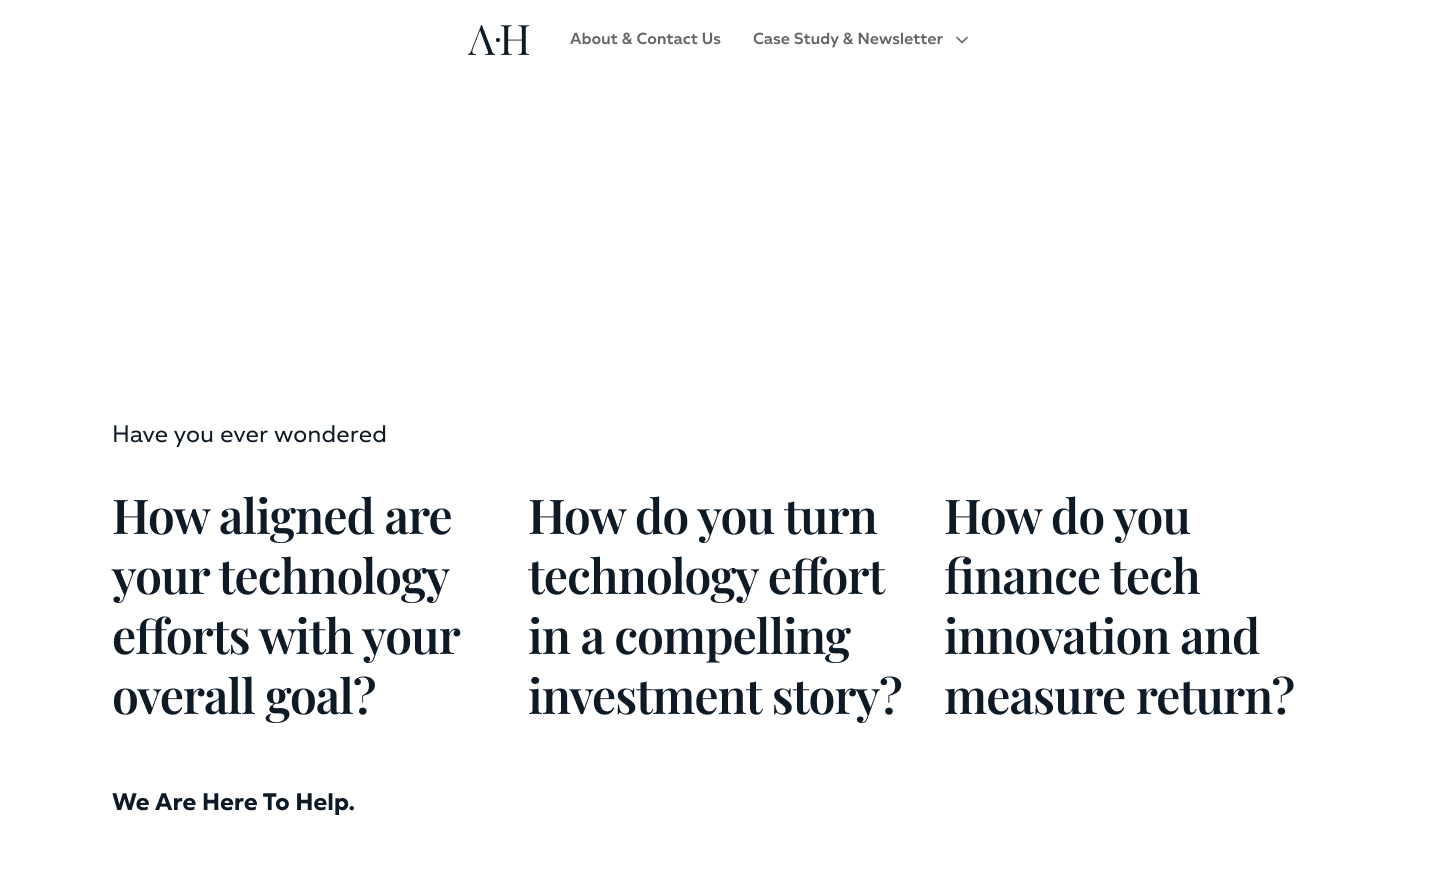 Λ·H
About & Contact Us
Case Study & Newsletter
Have you ever wondered
How aligned are
your technology
efforts with your
overall goal?
How do you turn
technology effort
in a compelling
investment story?
How do you
finance tech
innovation and
measure return?
We Are Here To Help.